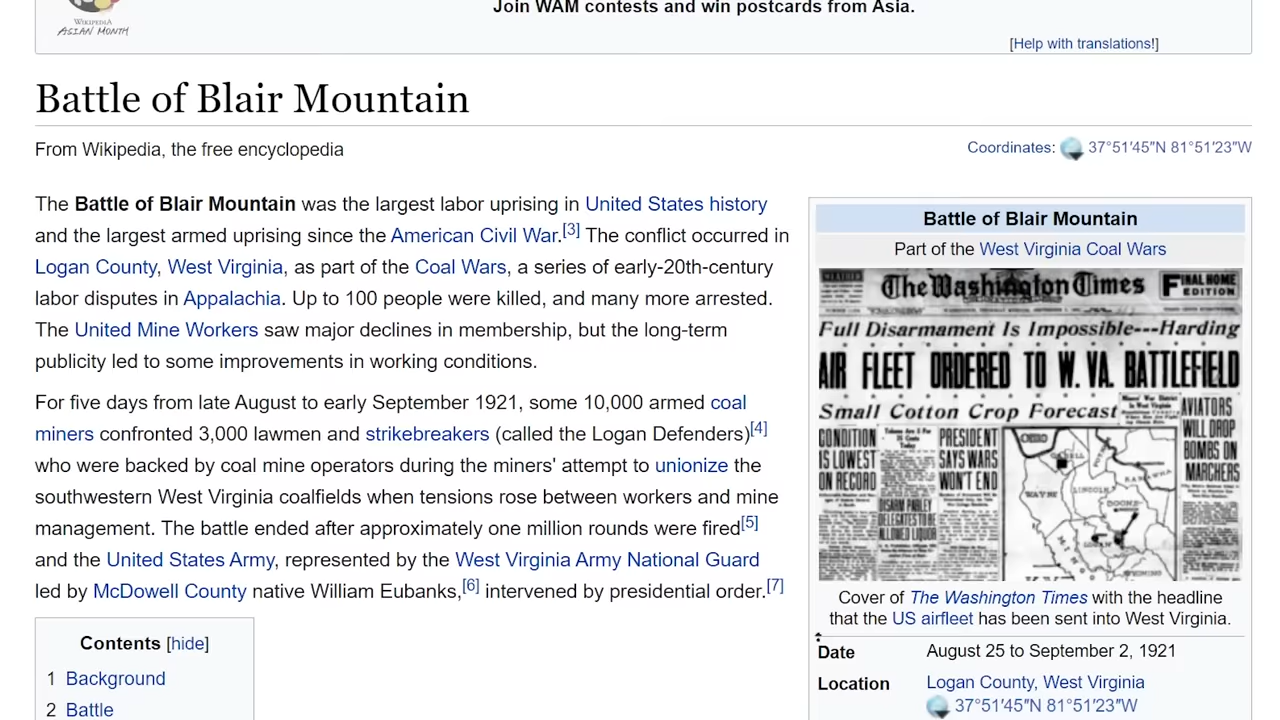 WIKIPEDIA
ASIAN MONTH
Join WAM contests and win postcards from Asia.
[Help with translations!]
Battle of Blair Mountain
From Wikipedia, the free encyclopedia
Coordinates: 37°51′45″N 81°51′23″W
The Battle of Blair Mountain was the largest labor uprising in United States history
and the largest armed uprising since the American Civil War.[3] The conflict occurred in
Logan County, West Virginia, as part of the Coal Wars, a series of early-20th-century
labor disputes in Appalachia. Up to 100 people were killed, and many more arrested.
The United Mine Workers saw major declines in membership, but the long-term
publicity led to some improvements in working conditions.
For five days from late August to early September 1921, some 10,000 armed coal
miners confronted 3,000 lawmen and strikebreakers (called the Logan Defenders)[4]
who were backed by coal mine operators during the miners' attempt to unionize the
southwestern West Virginia coalfields when tensions rose between workers and mine
management. The battle ended after approximately one million rounds were fired[5]
and the United States Army, represented by the West Virginia Army National Guard
led by McDowell County native William Eubanks,[6] intervened by presidential order.[7]
Contents [hide]
1 Background
2 Battle
Battle of Blair Mountain
Part of the West Virginia Coal Wars
The Washington Times
FINAL HOME
EDITION
Full Disarmament Is Impossible---Harding
AIR FLEET ORDERED TO W. VA. BATTLEFIELD
Small Cotton Crop Forecast
CONDITION
IS LOWEST
ON RECORD
PRESIDENT
SAYS WARS
WON'T END
DISARM PARLEY
DELEGATES TO BE
ALLOWED LIQUOR
AVIATORS
WILL DROP
BOMBS ON
MARCHERS
OHIO
WAYNE
LINCOLN
BOONE
LOGAN
Cover of The Washington Times with the headline
that the US airfleet has been sent into West Virginia.
Date August 25 to September 2, 1921
Location Logan County, West Virginia
37°51′45″N 81°51′23″W